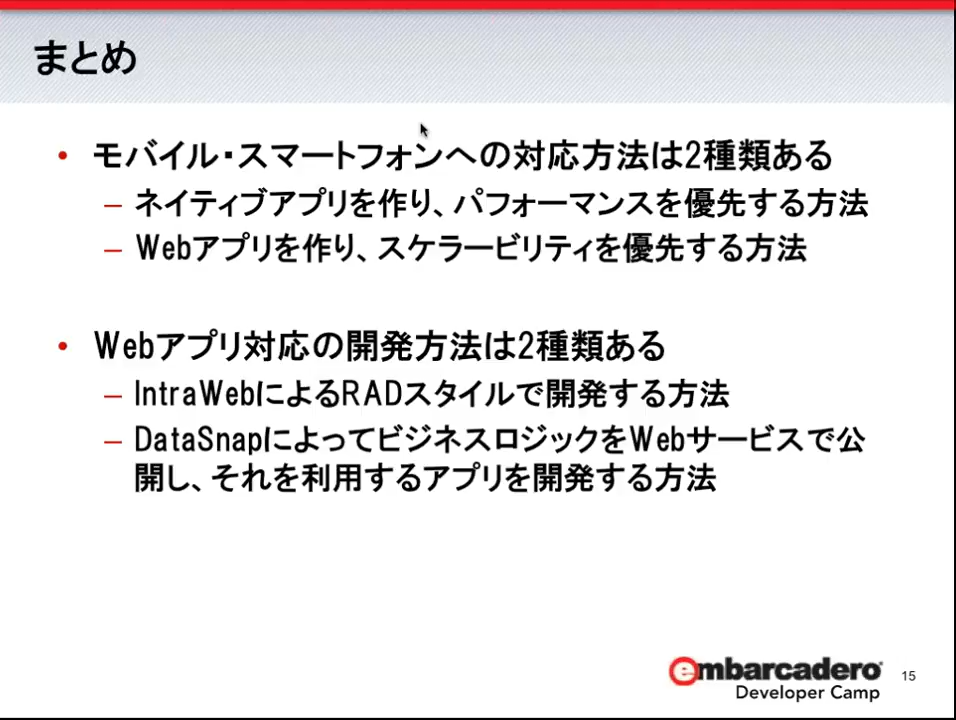 まとめ
• モバイル・スマートフォンへの対応方法は2種類ある
– ネイティブアプリを作り、パフォーマンスを優先する方法
– Webアプリを作り、スケラービリティを優先する方法
• Webアプリ対応の開発方法は2種類ある
– IntraWebによるRADスタイルで開発する方法
– DataSnapによってビジネスロジックをWebサービスで公
開し、それを利用するアプリを開発する方法
embarcadero
Developer Camp
15